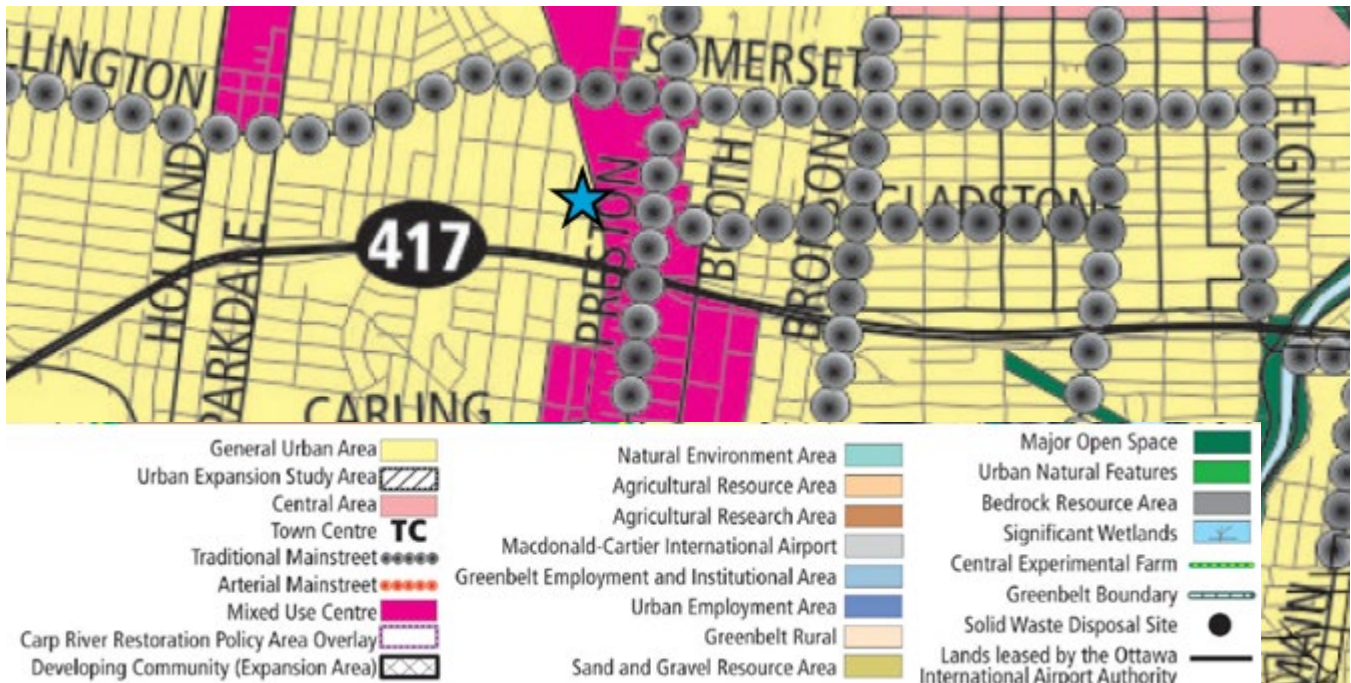 LLINGTON
SOMERSET
ELGIN
HOLLAND
PARKDALE
417
PRESTON
BOOTH
BRONSON
GLADSTON
CARLING
General Urban Area
Urban Expansion Study Area
Central Area
Town Centre TC
Traditional Mainstreet
Arterial Mainstreet
Mixed Use Centre
Carp River Restoration Policy Area Overlay
Developing Community (Expansion Area)
Natural Environment Area
Agricultural Resource Area
Agricultural Research Area
Macdonald-Cartier International Airport
Greenbelt Employment and Institutional Area
Urban Employment Area
Greenbelt Rural
Sand and Gravel Resource Area
Major Open Space
Urban Natural Features
Bedrock Resource Area
Significant Wetlands
Central Experimental Farm
Greenbelt Boundary
Solid Waste Disposal Site
Lands leased by the Ottawa
International Airport Authority